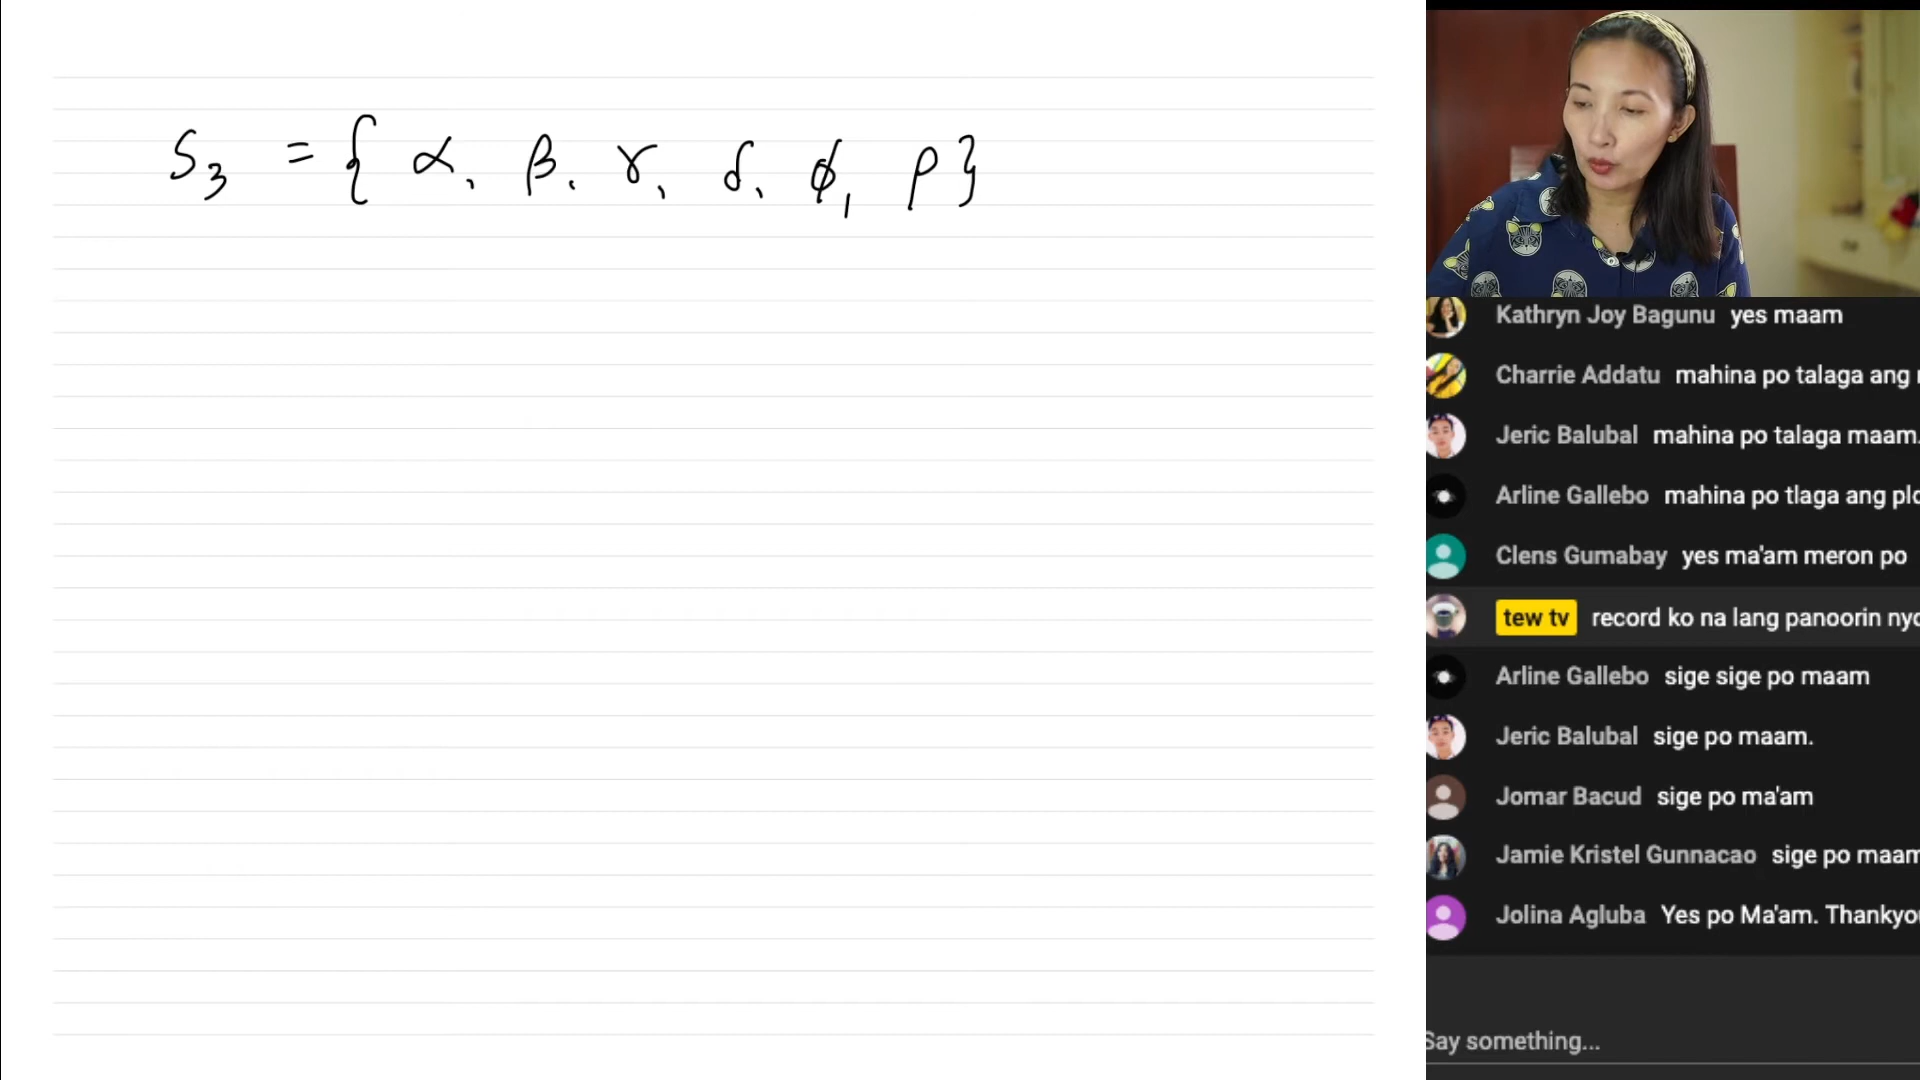 S₃ = { α, β, γ, δ, ϕ, ρ }
Kathryn Joy Bagunu yes maam
Charrie Addatu mahina po talaga ang
Jeric Balubal mahina po talaga maam.
Arline Gallebo mahina po tlaga ang
Clens Gumabay yes ma'am meron po
tew tv record ko na lang panoorin
Arline Gallebo sige sige po maam
Jeric Balubal sige po maam.
Jomar Bacud sige po ma'am
Jamie Kristel Gunnacao sige po maam
Jolina Agluba Yes po Ma'am.
Say something...